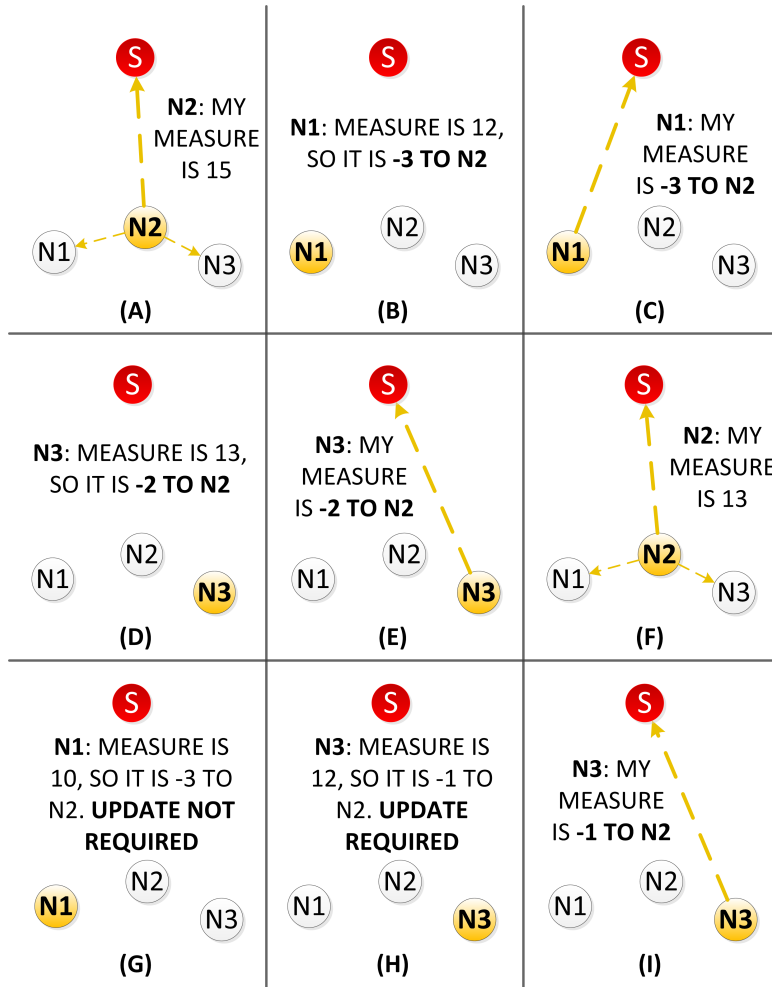 S
N2: MY
MEASURE
IS 15
N2
N1
N3
(A)
S
N1: MEASURE IS 12,
SO IT IS -3 TO N2
N2
N1
N3
(B)
S
N1: MY
MEASURE
IS -3 TO N2
N2
N1
N3
(C)
S
N3: MEASURE IS 13,
SO IT IS -2 TO N2
N2
N1
N3
(D)
S
N3: MY
MEASURE
IS -2 TO N2
N2
N1
N3
(E)
S
N2: MY
MEASURE
IS 13
N2
N1
N3
(F)
S
N1: MEASURE IS
10, SO IT IS -3 TO
N2. UPDATE NOT
REQUIRED
N2
N1
N3
(G)
S
N3: MEASURE IS
12, SO IT IS -1 TO
N2. UPDATE
REQUIRED
N2
N1
N3
(H)
S
N3: MY
MEASURE
IS -1 TO N2
N2
N1
N3
(I)